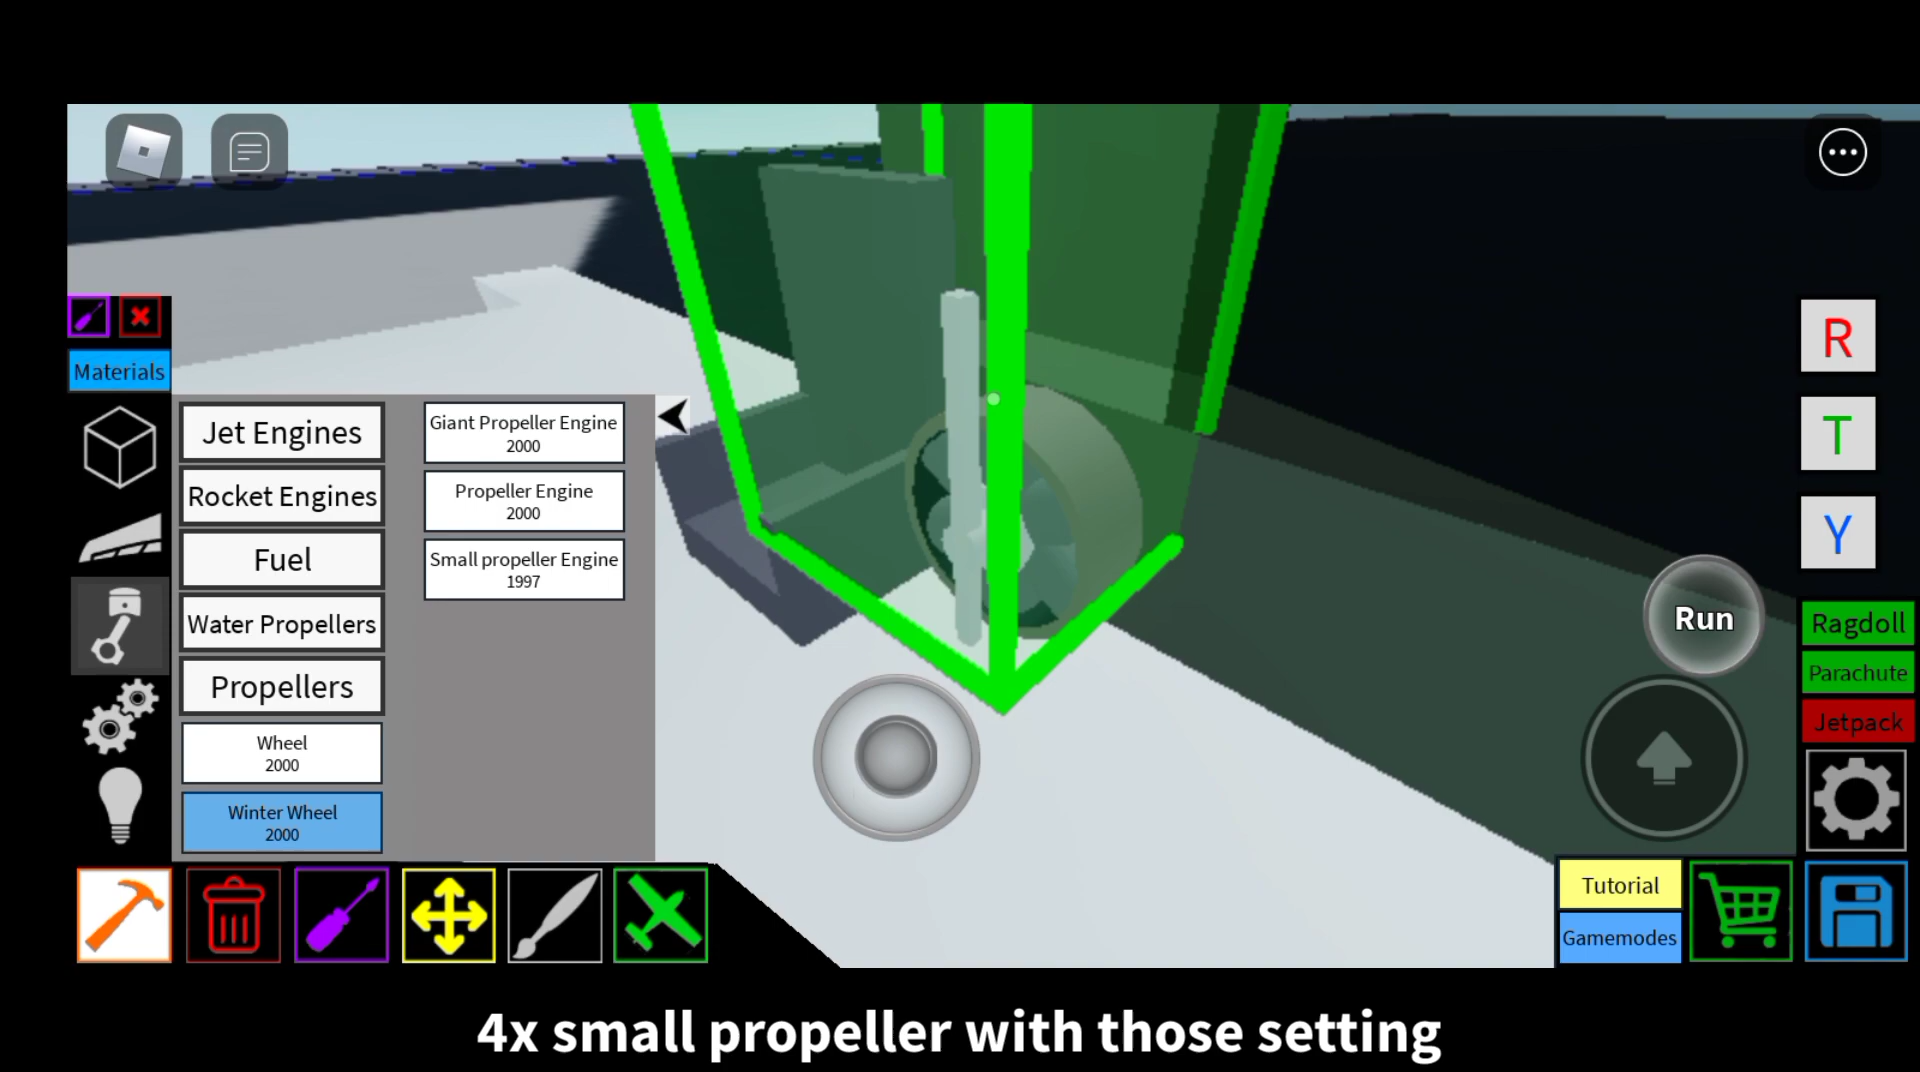 Materials
Jet Engines
Rocket Engines
Fuel
Water Propellers
Propellers
Wheel
2000
Winter Wheel
2000
Giant Propeller Engine
2000
Propeller Engine
2000
Small propeller Engine
1997
R
T
Y
Run
Ragdoll
Parachute
Jetpack
Tutorial
Gamemodes
4x small propeller with those setting